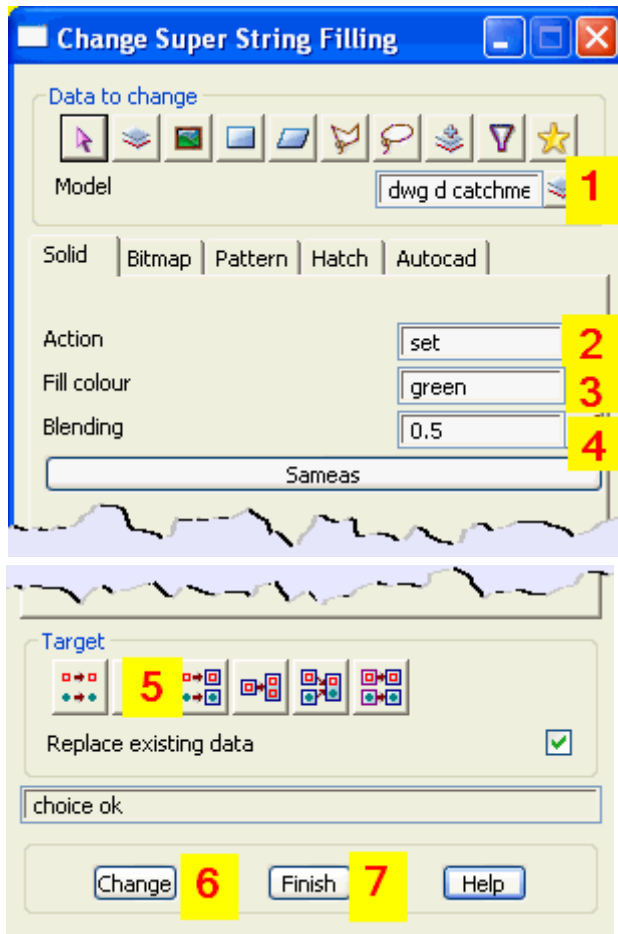 Change Super String Filling
Data to change
Model dwg d catchme 1
Solid Bitmap Pattern Hatch Autocad
Action set 2
Fill colour green 3
Blending 0.5 4
Sameas
Target
5
Replace existing data
choice ok
Change 6 Finish 7 Help